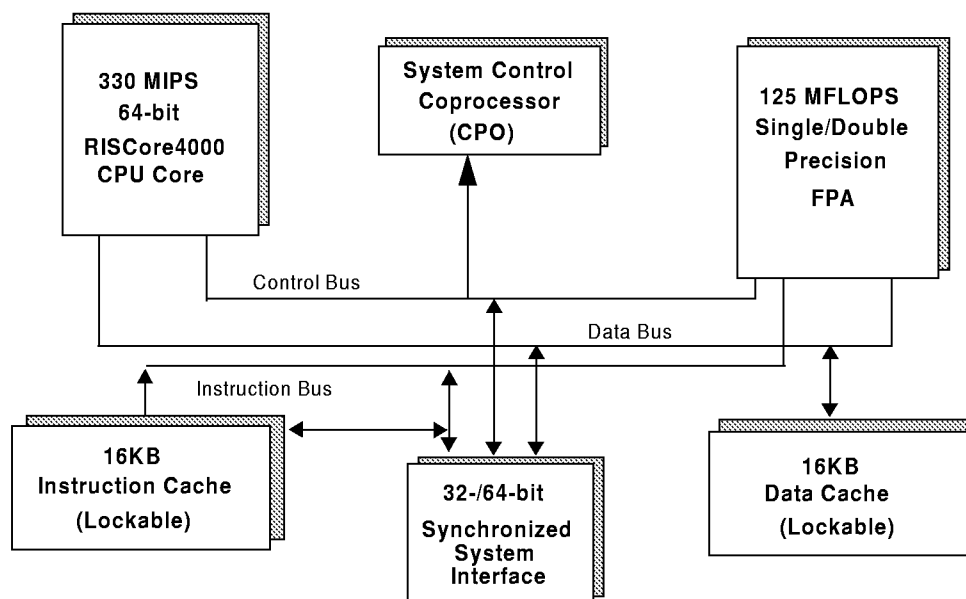 330 MIPS
64-bit
RISCore4000
CPU Core
System Control
Coprocessor
(CPO)
125 MFLOPS
Single/Double
Precision
FPA
Control Bus
Data Bus
Instruction Bus
16KB
Instruction Cache
(Lockable)
32-/64-bit
Synchronized
System
Interface
16KB
Data Cache
(Lockable)